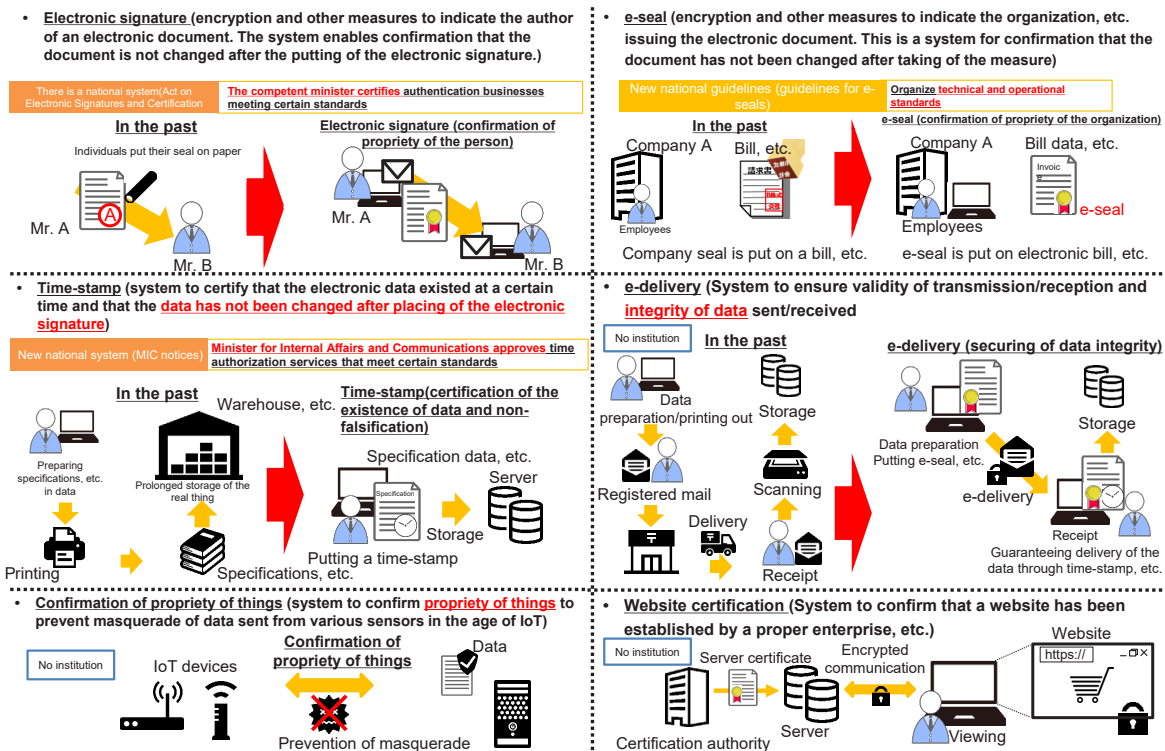 • Electronic signature (encryption and other measures to indicate the author
of an electronic document. The system enables confirmation that the
document is not changed after the putting of the electronic signature.)
There is a national system(Act on
Electronic Signatures and Certification
The competent minister certifies authentication businesses
meeting certain standards
In the past
Individuals put their seal on paper
A
Mr. A
Mr. B
Electronic signature (confirmation of
propriety of the person)
Mr. A
Mr. B
• e-seal (encryption and other measures to indicate the organization, etc.
issuing the electronic document. This is a system for confirmation that the
document has not been changed after taking of the measure)
New national guidelines (guidelines for e-
seals)
Organize technical and operational
standards
In the past
Company A
Bill, etc.
請求書
Employees
Company seal is put on a bill, etc.
e-seal (confirmation of propriety of the organization)
Company A
Bill data, etc.
Invoic
e
e-seal
Employees
e-seal is put on electronic bill, etc.
• Time-stamp (system to certify that the electronic data existed at a certain
time and that the data has not been changed after placing of the electronic
signature)
New national system (MIC notices)
Minister for Internal Affairs and Communications approves time
authorization services that meet certain standards
In the past
Warehouse, etc.
Preparing
specifications, etc.
in data
Prolonged storage of the
real thing
Printing
Specifications, etc.
Time-stamp(certification of the
existence of data and non-
falsification)
Specification data, etc.
Specification
Server
Storage
Putting a time-stamp
• e-delivery (System to ensure validity of transmission/reception and
integrity of data sent/received
No institution
In the past
Data
preparation/printing out
Storage
Registered mail
Scanning
Delivery
〒
〒
Receipt
e-delivery (securing of data integrity)
Data preparation
Putting e-seal, etc.
Storage
e-delivery
Receipt
Guaranteeing delivery of the
data through time-stamp, etc.
• Confirmation of propriety of things (system to confirm propriety of things to
prevent masquerade of data sent from various sensors in the age of IoT)
No institution
IoT devices
Confirmation of
propriety of things
Data
Prevention of masquerade
• Website certification (System to confirm that a website has been
established by a proper enterprise, etc.)
No institution
Server certificate
Encrypted
communication
Website
https://
Server
Viewing
Certification authority